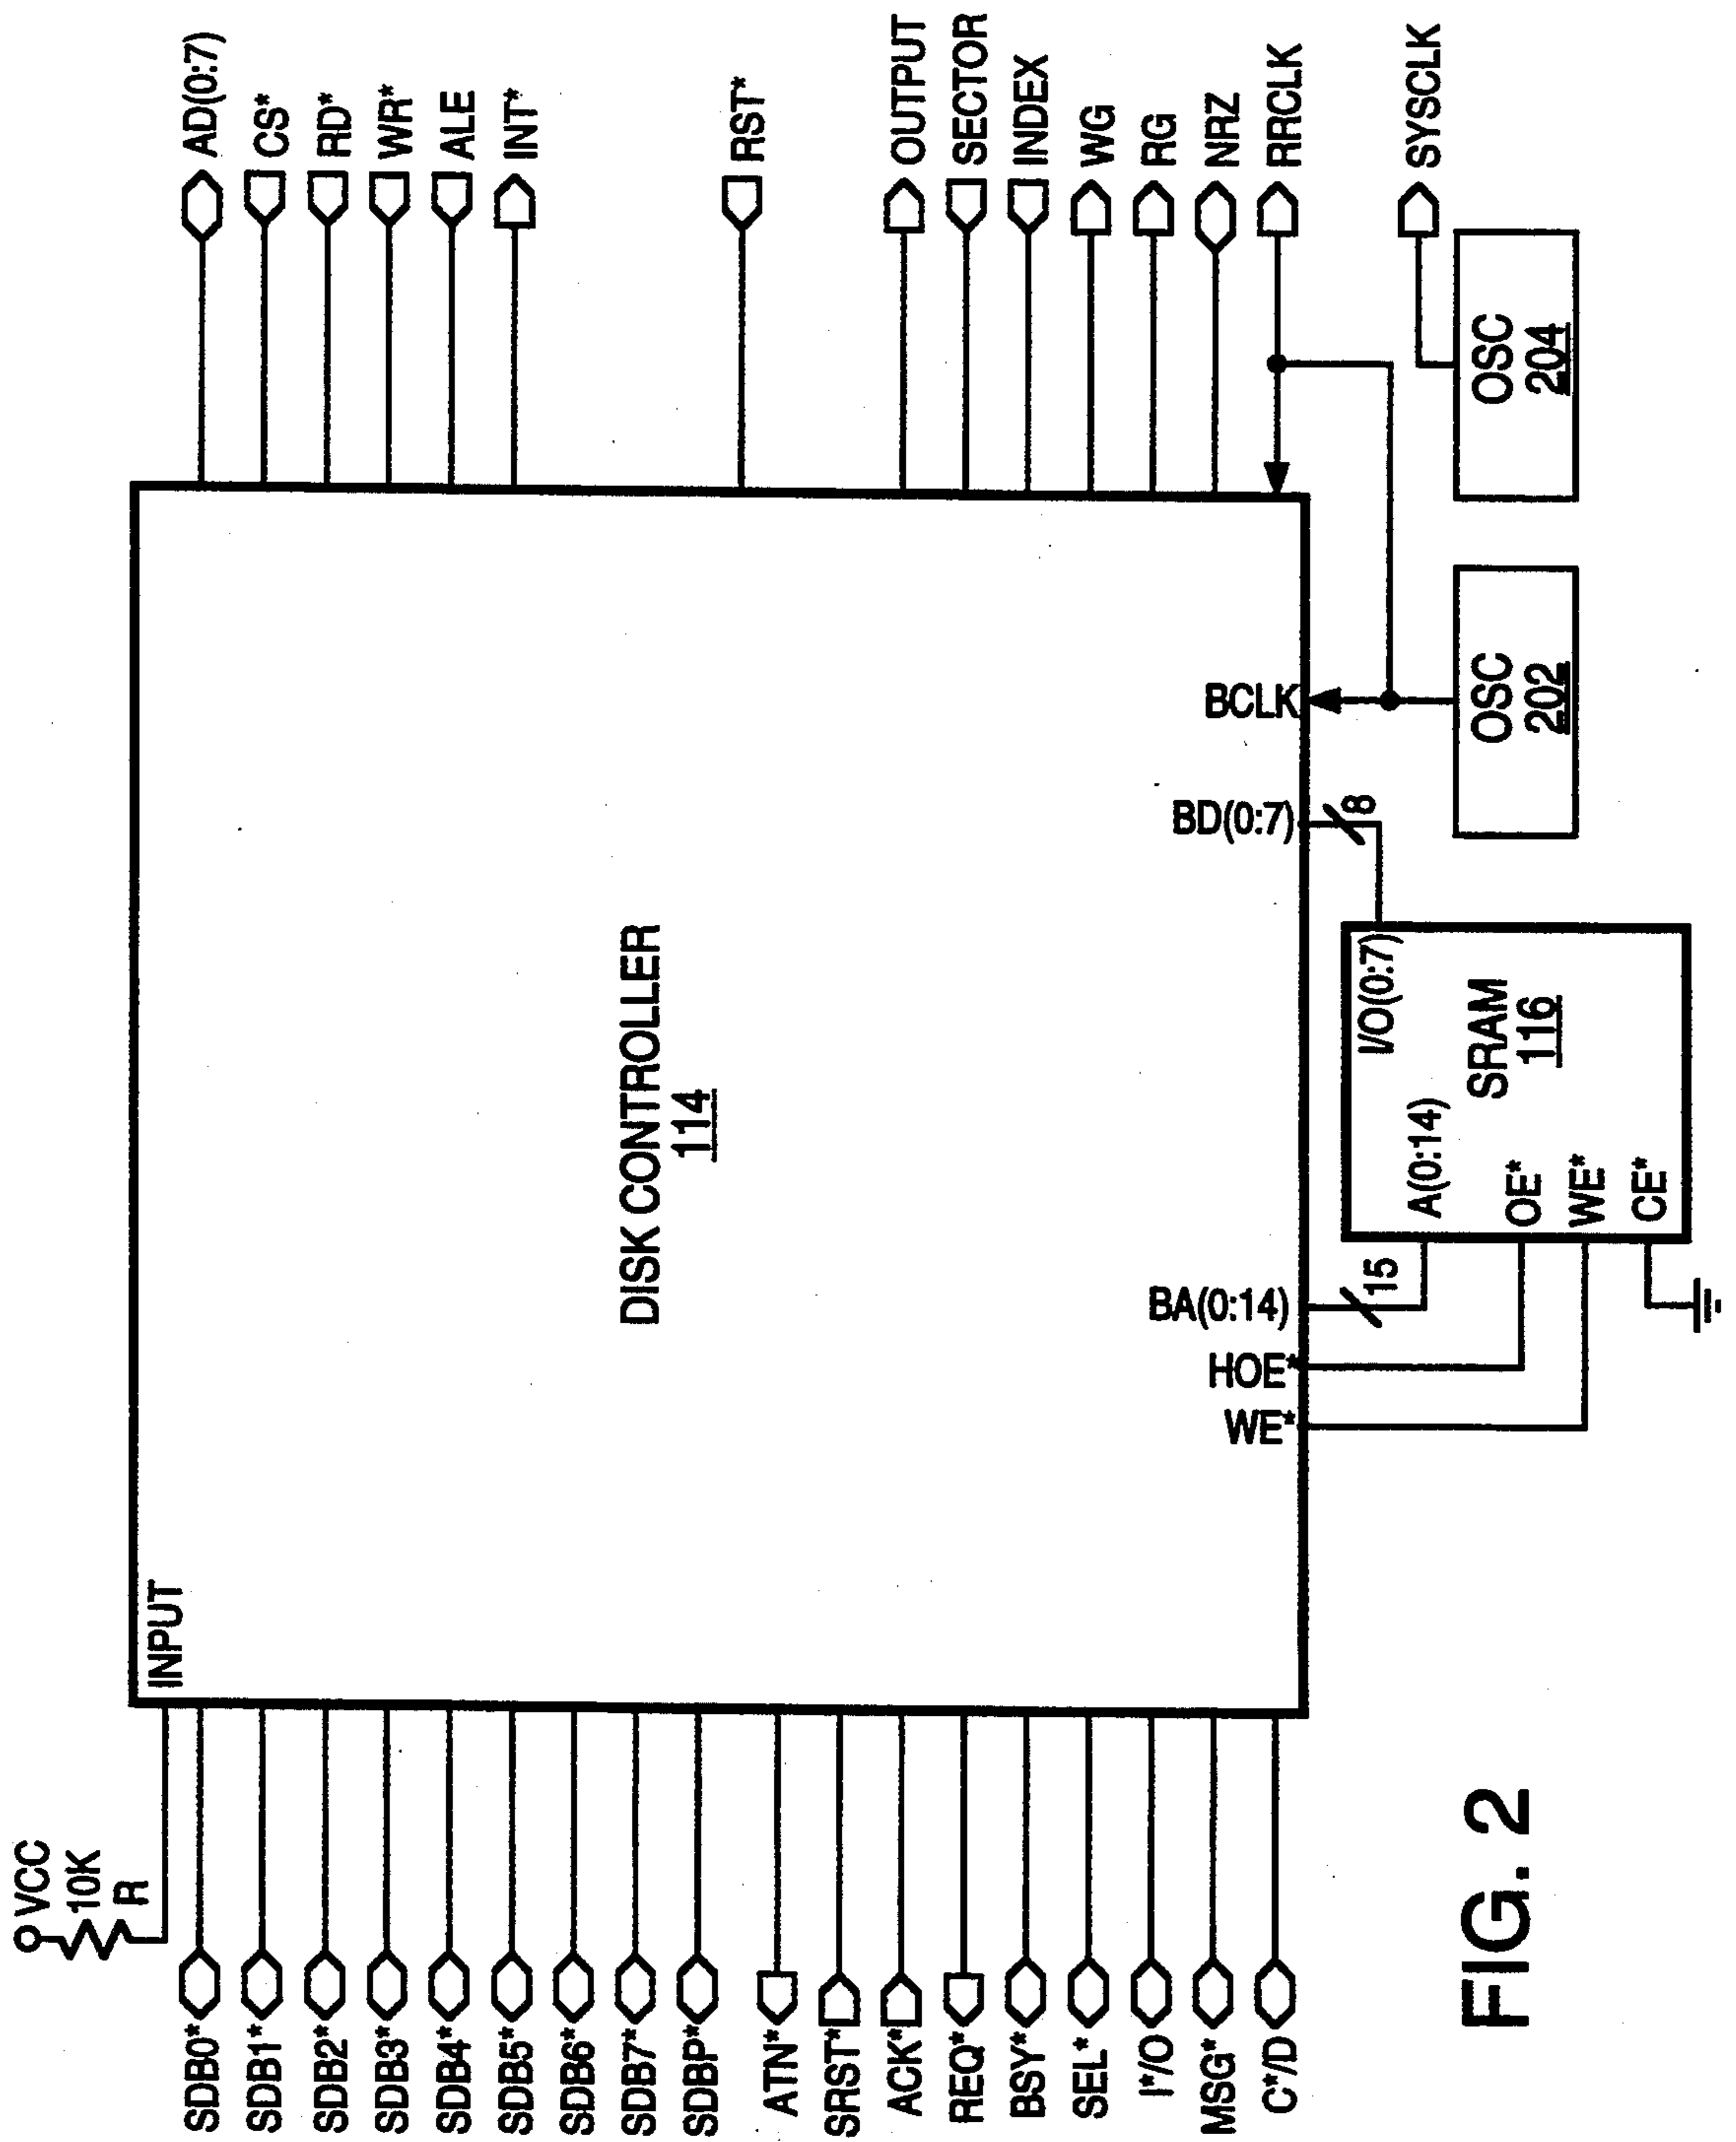 VCC
10K
R
INPUT
SDB0*
SDB1*
SDB2*
SDB3*
SDB4*
SDB5*
SDB6*
SDB7*
SDBP*
ATN*
SRST*
ACK*
REQ*
BSY*
SEL*
I*/O
MSG*
C*/D
DISK CONTROLLER
114
AD(0:7)
CS*
RD*
WR*
ALE
INT*
RST*
OUTPUT
SECTOR
INDEX
WG
RG
NRZ
RRCLK
SYSCLK
WE*
HOE*
BA(0:14)
BD(0:7)
BCLK
15
8
A(0:14)
I/O(0:7)
OE*
WE*
CE*
SRAM
116
OSC
202
OSC
204
FIG. 2